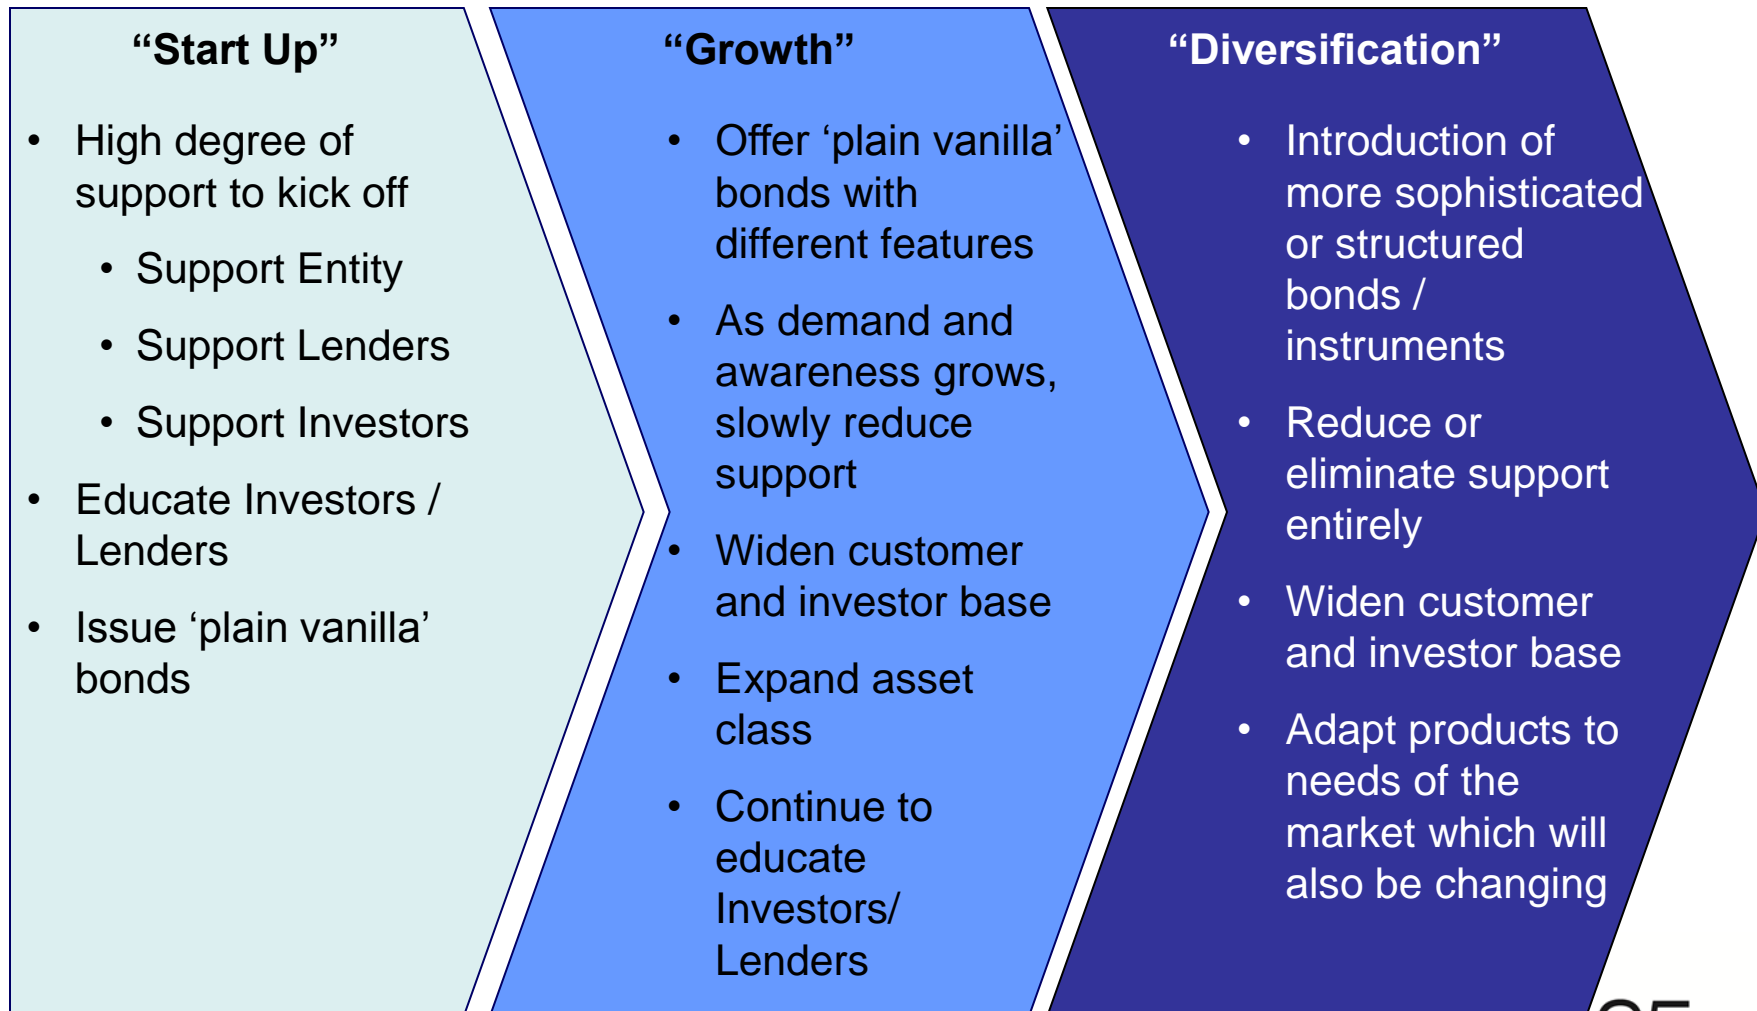 “Start Up”
• High degree of
support to kick off
• Support Entity
• Support Lenders
• Support Investors
• Educate Investors /
Lenders
• Issue ‘plain vanilla’
bonds
“Growth”
• Offer ‘plain vanilla’
bonds with
different features
• As demand and
awareness grows,
slowly reduce
support
• Widen customer
and investor base
• Expand asset
class
• Continue to
educate
Investors/
Lenders
“Diversification”
• Introduction of
more sophisticated
or structured
bonds /
instruments
• Reduce or
eliminate support
entirely
• Widen customer
and investor base
• Adapt products to
needs of the
market which will
also be changing